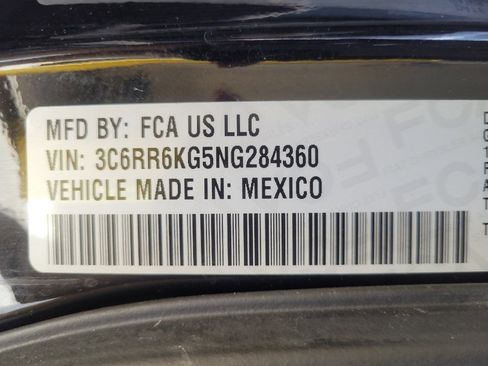 MFD BY: FCA US LLC
VIN: 3C6RR6KG5NG284360
VEHICLE MADE IN: MEXICO